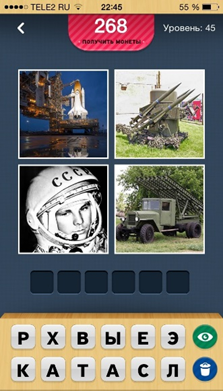 TELE2 RU 22:45 55 %
268 Уровень: 45
ПОЛУЧИТЬ МОНЕТЫ.
СССР
Р Х В Ы Е Э
К А Т А С Л